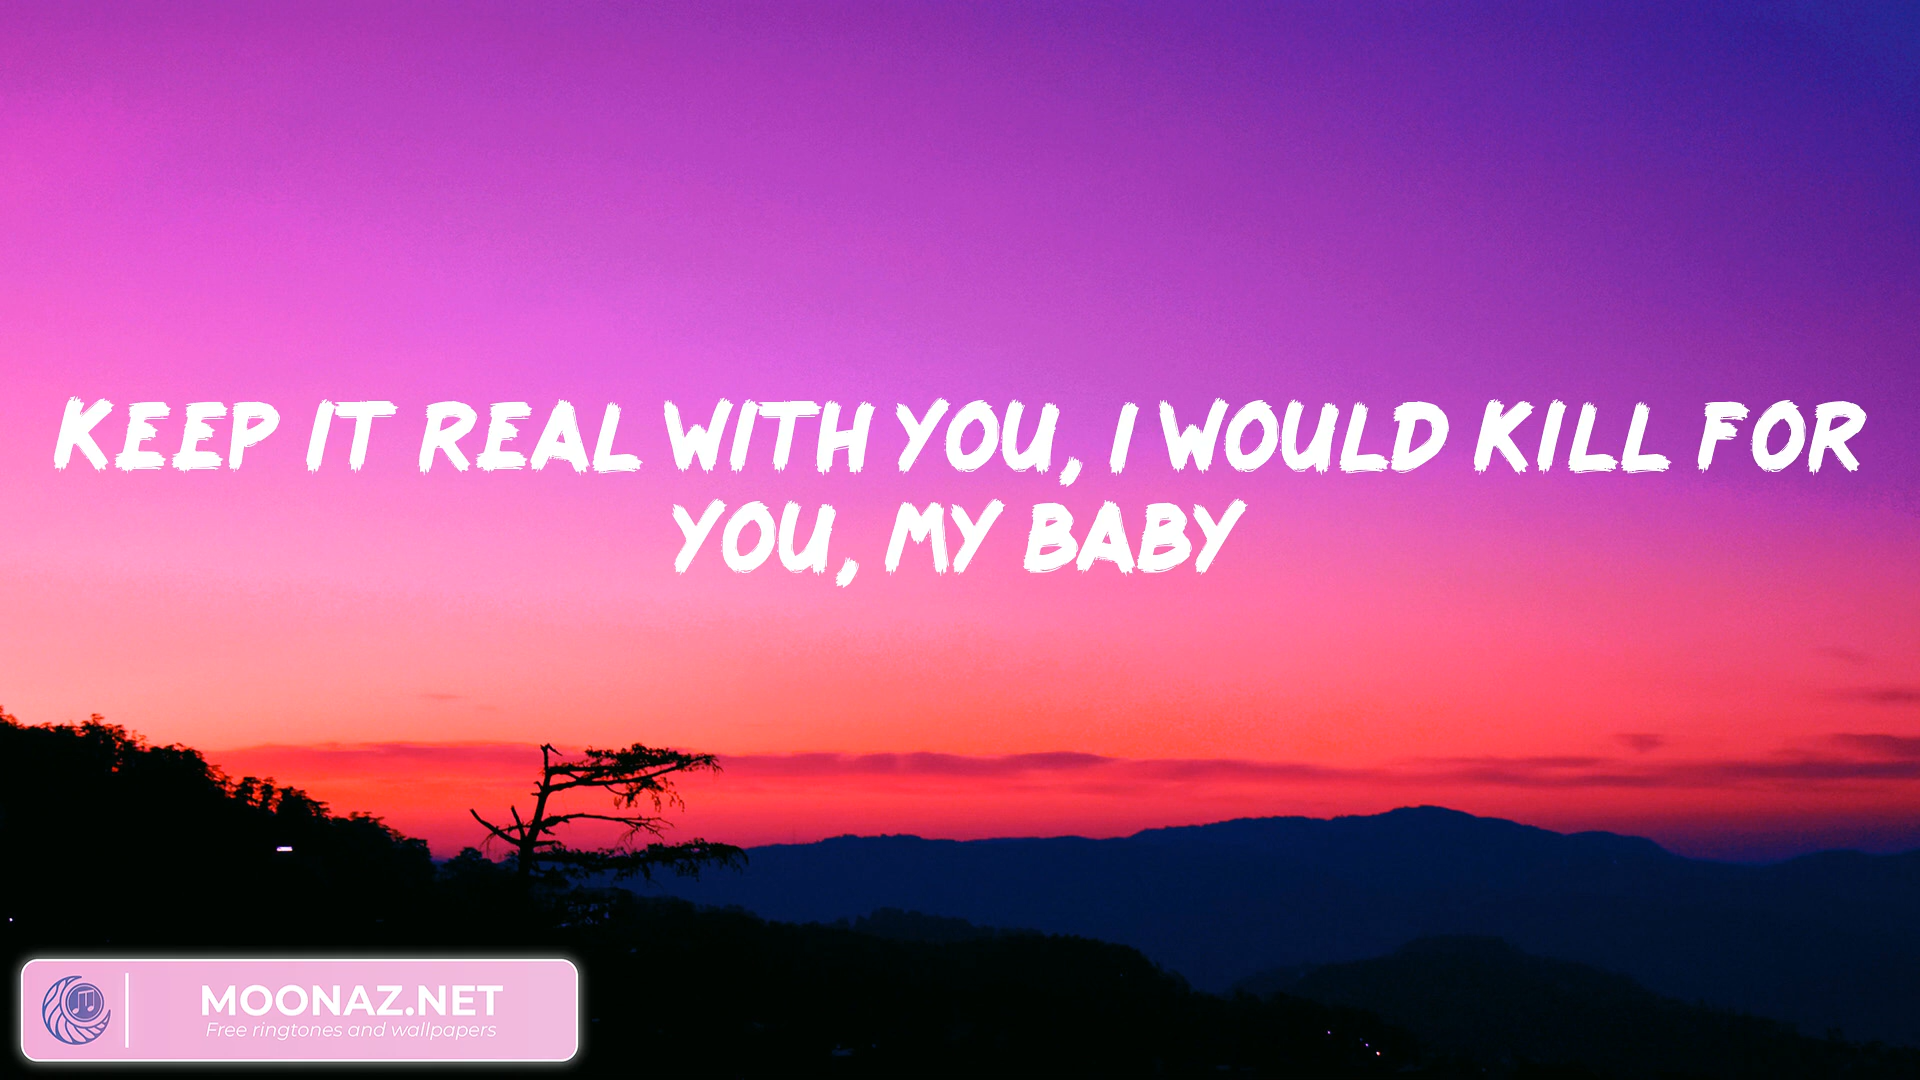 KEEP IT REAL WITH YOU, I WOULD KILL FOR
YOU, MY BABY
MOONAZ.NET
Free ringtones and wallpapers